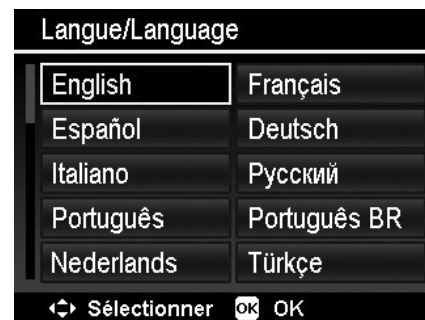 Langue/Language
English Français
Español Deutsch
Italiano Русский
Português Português BR
Nederlands Türkçe
Sélectionner OK OK